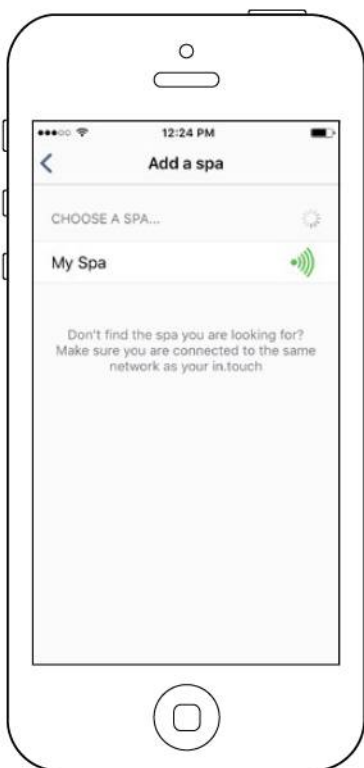 12:24 PM
Add a spa
CHOOSE A SPA...
My Spa
Don't find the spa you are looking for?
Make sure you are connected to the same
network as your in.touch